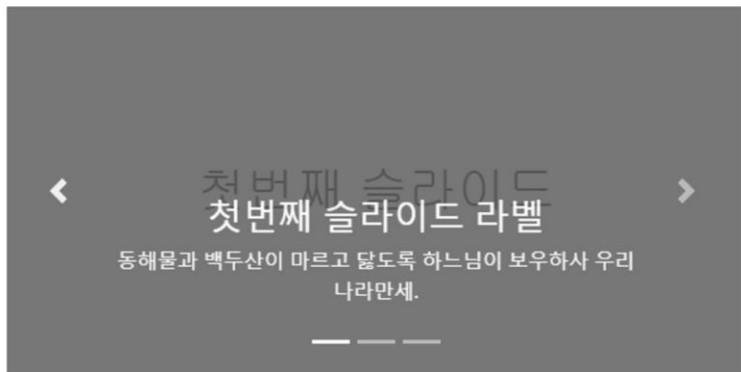 첫번째 슬라이드
첫번째 슬라이드 라벨
동해물과 백두산이 마르고 닳도록 하느님이 보우하사 우리
나라만세.